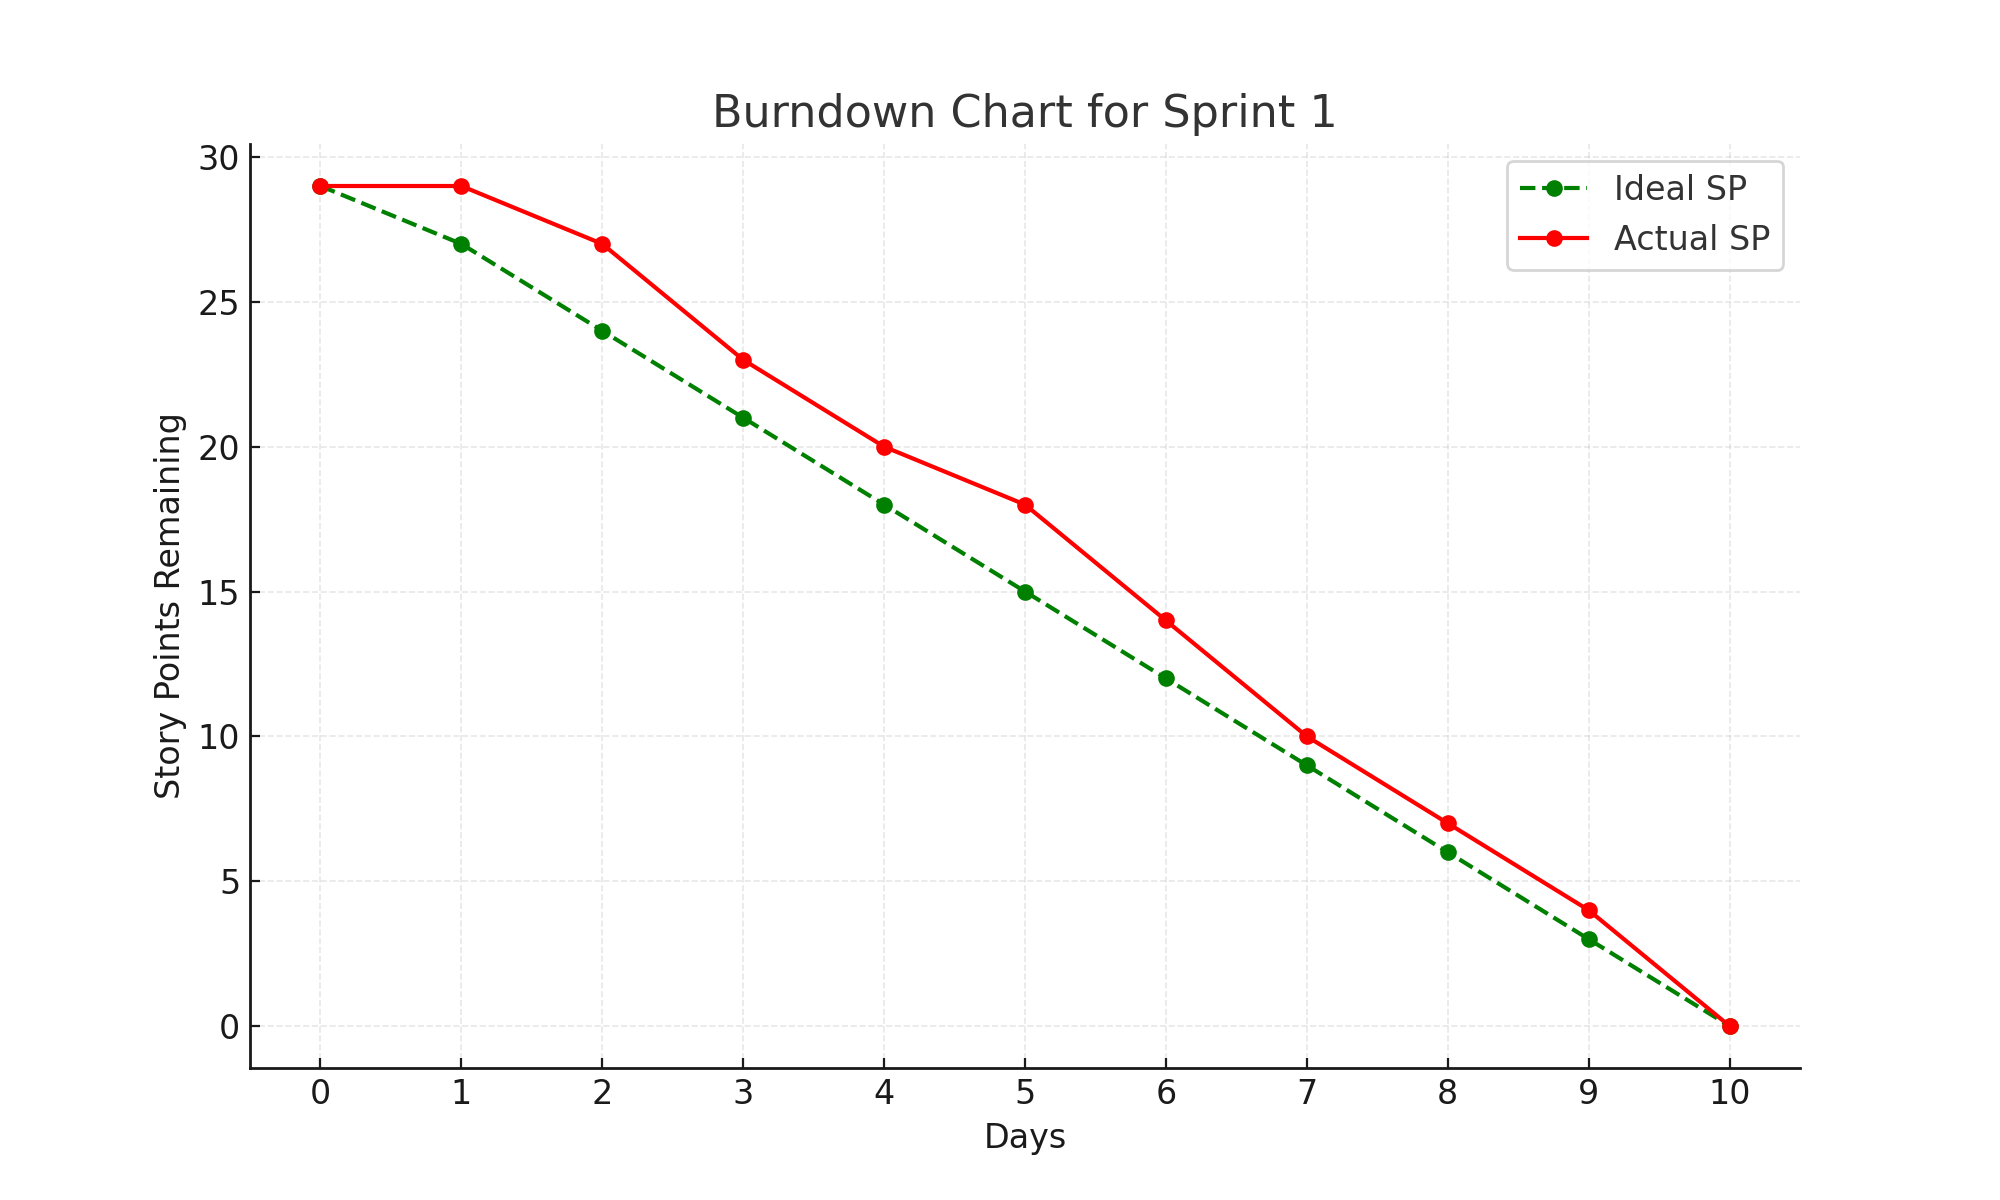 Burndown Chart for Sprint 1
Ideal SP
Actual SP
Story Points Remaining
30
25
20
15
10
5
0
0 1 2 3 4 5 6 7 8 9 10
Days